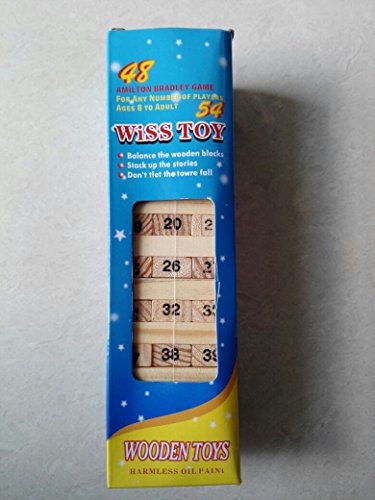 48
AMILTON BRADLEY GAME
FOR ANY NUMBER OF PLAYERS
AGES 8 TO ADULT
54
WiSS TOY
Balance the wooden blocks
Stack up the stories
Don't tlet the towre fall
20
26
32
38 39
WOODEN TOYS
HARMLESS OIL PAINT